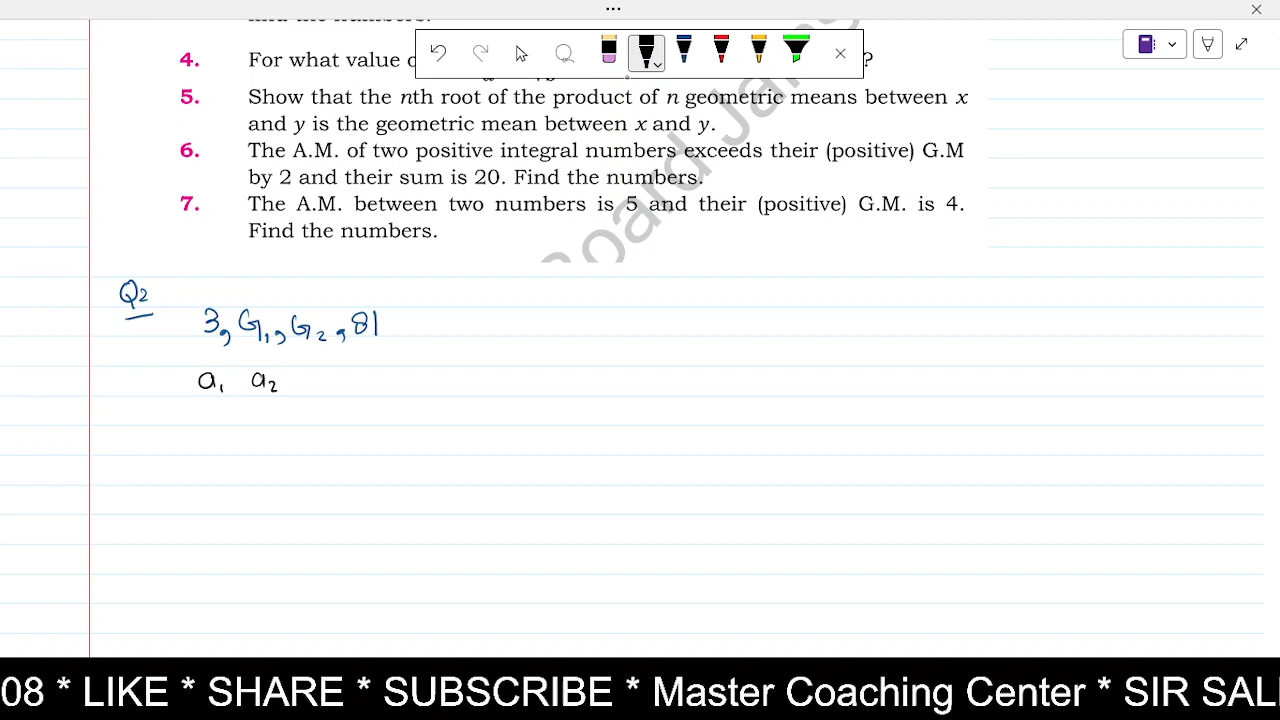 4. For what value o ?
5. Show that the nth root of the product of n geometric means between x
and y is the geometric mean between x and y.
6. The A.M. of two positive integral numbers exceeds their (positive) G.M
by 2 and their sum is 20. Find the numbers.
7. The A.M. between two numbers is 5 and their (positive) G.M. is 4.
Find the numbers.
Q2
3, G1, G2, 81
a1 a2
08 * LIKE * SHARE * SUBSCRIBE * Master Coaching Center * SIR SAL